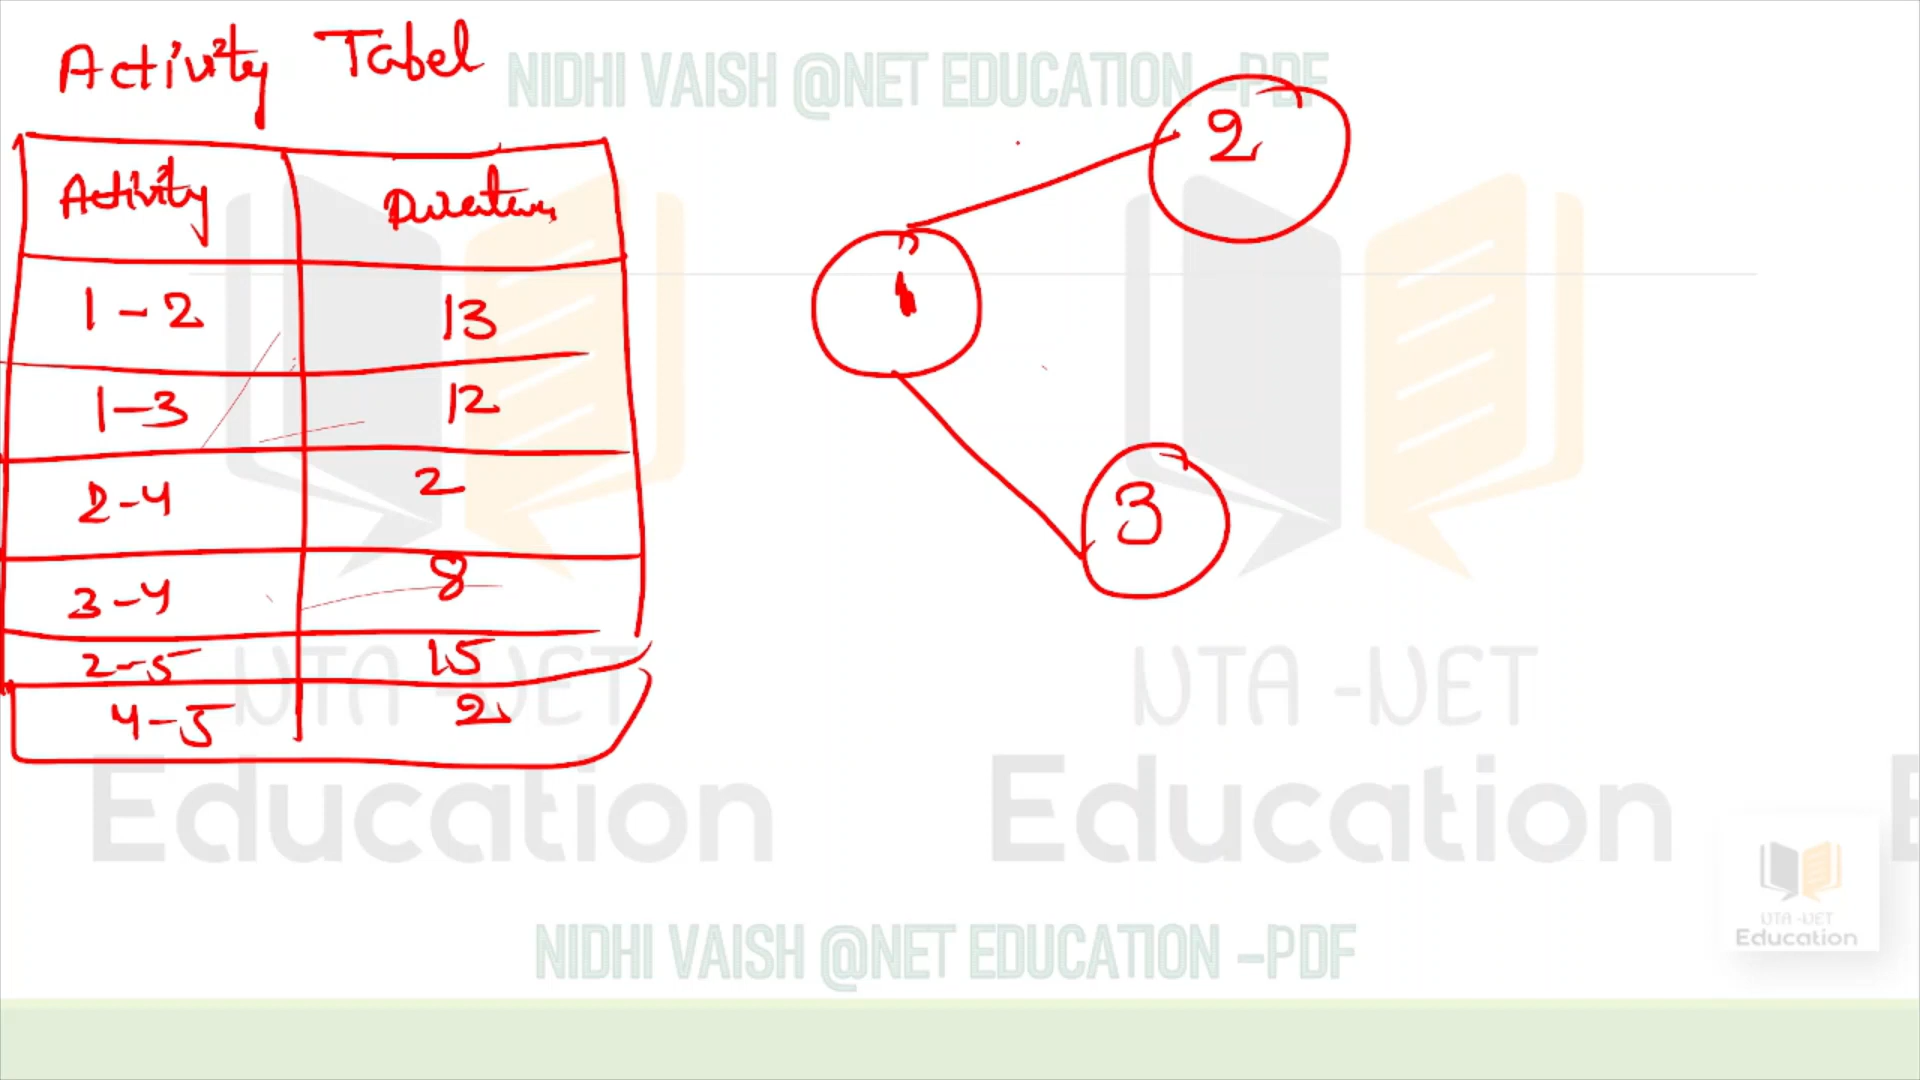 Activity Tabel
NIDHI VAISH @NET EDUCATION -PDF
Activity Duration
1-2 13
1-3 12
2-4 2
3-4 8
2-5 15
4-5 2
2
1
3
NTA -NET
Education
NTA -NET
Education
E
NTA -NET
Education
NIDHI VAISH @NET EDUCATION -PDF